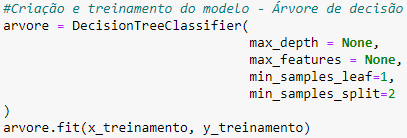 #Criação e treinamento do modelo - Árvore de decisão
arvore = DecisionTreeClassifier(
max_depth = None,
max_features = None,
min_samples_leaf=1,
min_samples_split=2
)
arvore.fit(x_treinamento, y_treinamento)